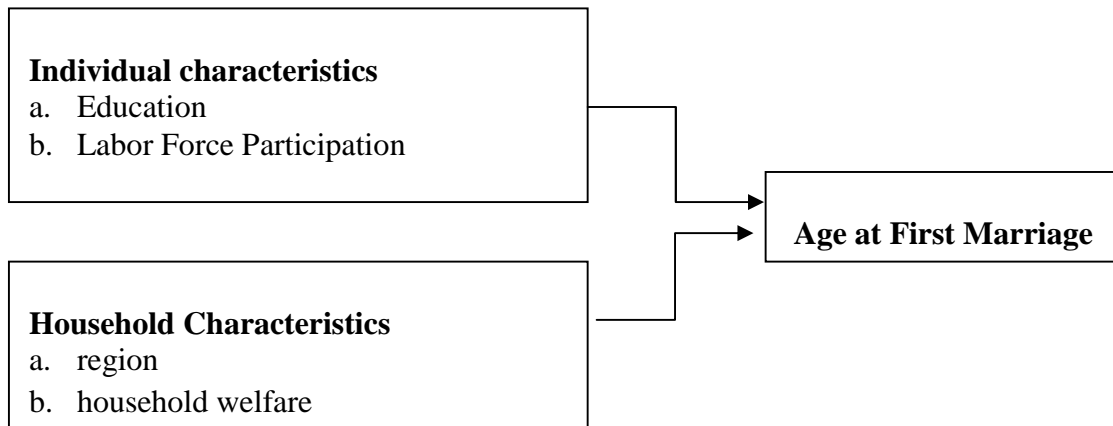 Individual characteristics
a. Education
b. Labor Force Participation
Age at First Marriage
Household Characteristics
a. region
b. household welfare